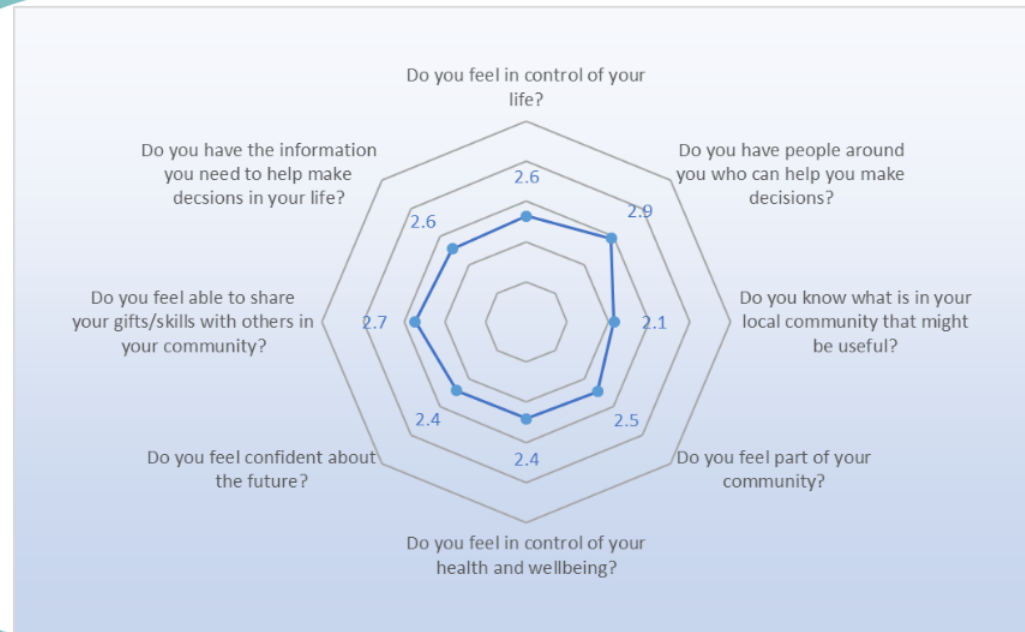 Do you feel in control of your
life?
Do you have the information
you need to help make
decsions in your life?
Do you have people around
you who can help you make
decisions?
2.6
2.9
2.6
Do you feel able to share
your gifts/skills with others in
your community?
2.7
2.1
Do you know what is in your
local community that might
be useful?
2.4
2.5
2.4
Do you feel confident about
the future?
Do you feel part of your
community?
Do you feel in control of your
health and wellbeing?